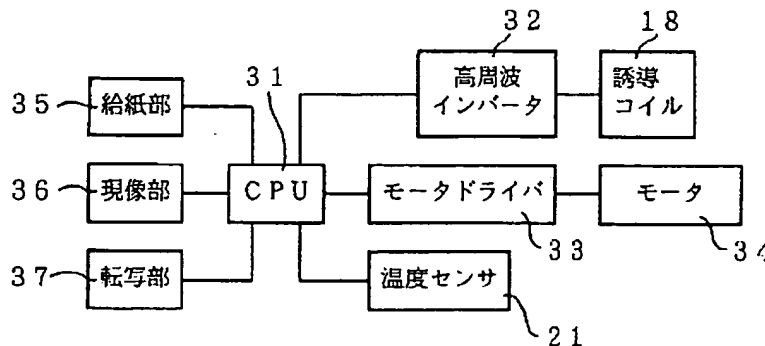 32
18
31
高周波
インバータ
誘導
コイル
35
給紙部
36
現像部
CPU
モータドライバ
モータ
33
34
37
転写部
温度センサ
21